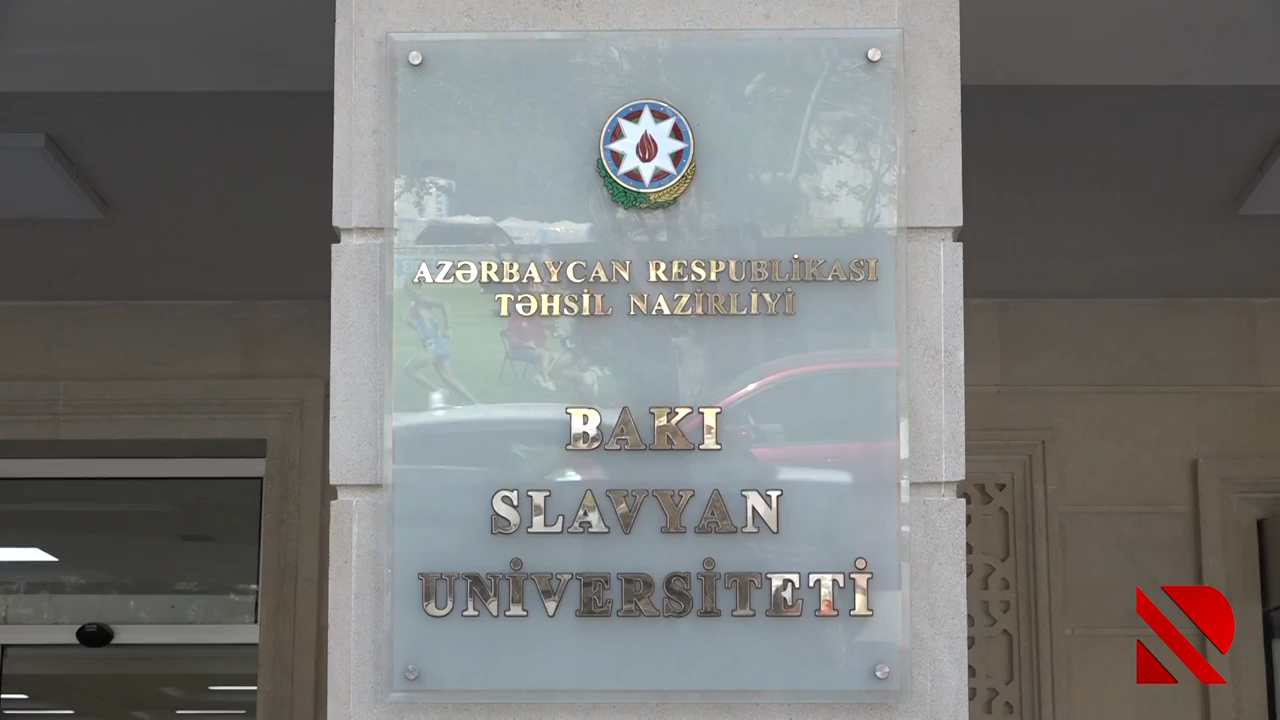 AZƏRBAYCAN RESPUBLİKASI
TƏHSİL NAZİRLİYİ
BAKI
SLAVYAN
UNİVERSİTETİ